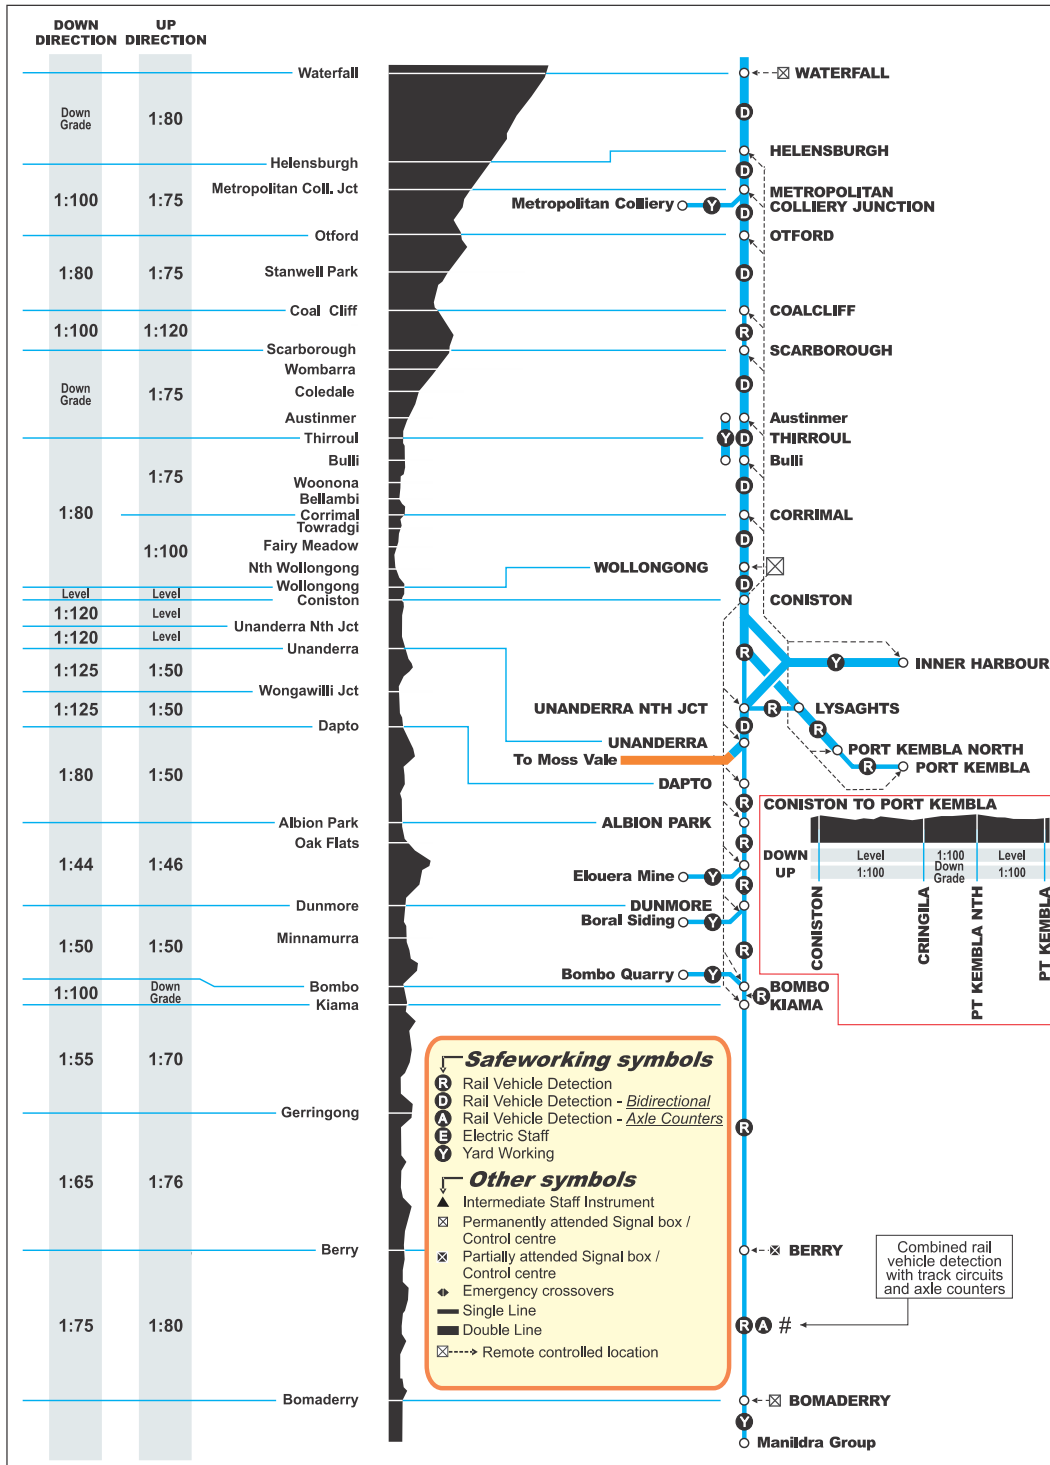 DOWN DIRECTION
UP DIRECTION
Waterfall
WATERFALL
Down Grade
1:80
HELENSBURGH
Helensburgh
Metropolitan Coll. Jct
METROPOLITAN
COLLIERY JUNCTION
Metropolitan Colliery
1:100
1:75
Otford
OTFORD
1:80
1:75
Stanwell Park
Coal Cliff
COALCLIFF
1:100
1:120
Scarborough
SCARBOROUGH
Wombarra
Down Grade
1:75
Coledale
Austinmer
Austinmer
Thirroul
THIRROUL
Bulli
Bulli
1:75
Woonona
Bellambi
1:80
Corrimal
CORRIMAL
Towradgi
1:100
Fairy Meadow
Nth Wollongong
WOLLONGONG
Wollongong
Level
Level
Coniston
CONISTON
1:120
Level
Unanderra Nth Jct
1:120
Level
Unanderra
INNER HARBOUR
1:125
1:50
Wongawilli Jct
1:125
1:50
UNANDERRA NTH JCT
LYSAGHTS
Dapto
UNANDERRA
PORT KEMBLA NORTH
To Moss Vale
PORT KEMBLA
1:80
1:50
DAPTO
CONISTON TO PORT KEMBLA
Albion Park
ALBION PARK
Oak Flats
DOWN
Level
1:100
Level
UP
1:100
Down Grade
1:100
CONISTON
CRINGILA
PT KEMBLA NTH
PT KEMBLA
1:44
1:46
Elouera Mine
Dunmore
DUNMORE
Boral Siding
1:50
1:50
Minnamurra
Bombo Quarry
Bombo
BOMBO
1:100
Down Grade
Kiama
KIAMA
1:55
1:70
Gerringong
1:65
1:76
Berry
BERRY
1:75
1:80
Bomaderry
BOMADERRY
Manildra Group
Combined rail
vehicle detection
with track circuits
and axle counters
R A #
Safeworking symbols
R Rail Vehicle Detection
D Rail Vehicle Detection - Bidirectional
A Rail Vehicle Detection - Axle Counters
E Electric Staff
Y Yard Working
Other symbols
Intermediate Staff Instrument
Permanently attended Signal box /
Control centre
Partially attended Signal box /
Control centre
Emergency crossovers
Single Line
Double Line
Remote controlled location
D
D
Y
D
D
R
D
Y D
D
D
D
R
Y
R
R
D
R
R
R
Y
R
Y
R
Y
R
R
Y